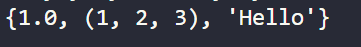 {1.0, (1, 2, 3), 'Hello'}